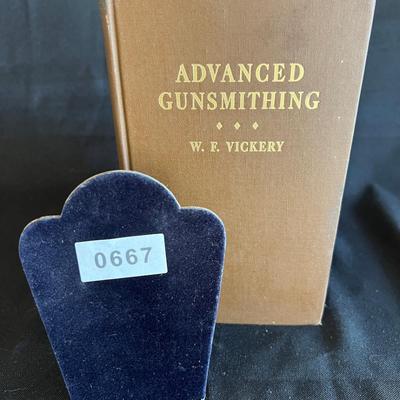 ADVANCED
GUNSMITHING
W. F. VICKERY
0667